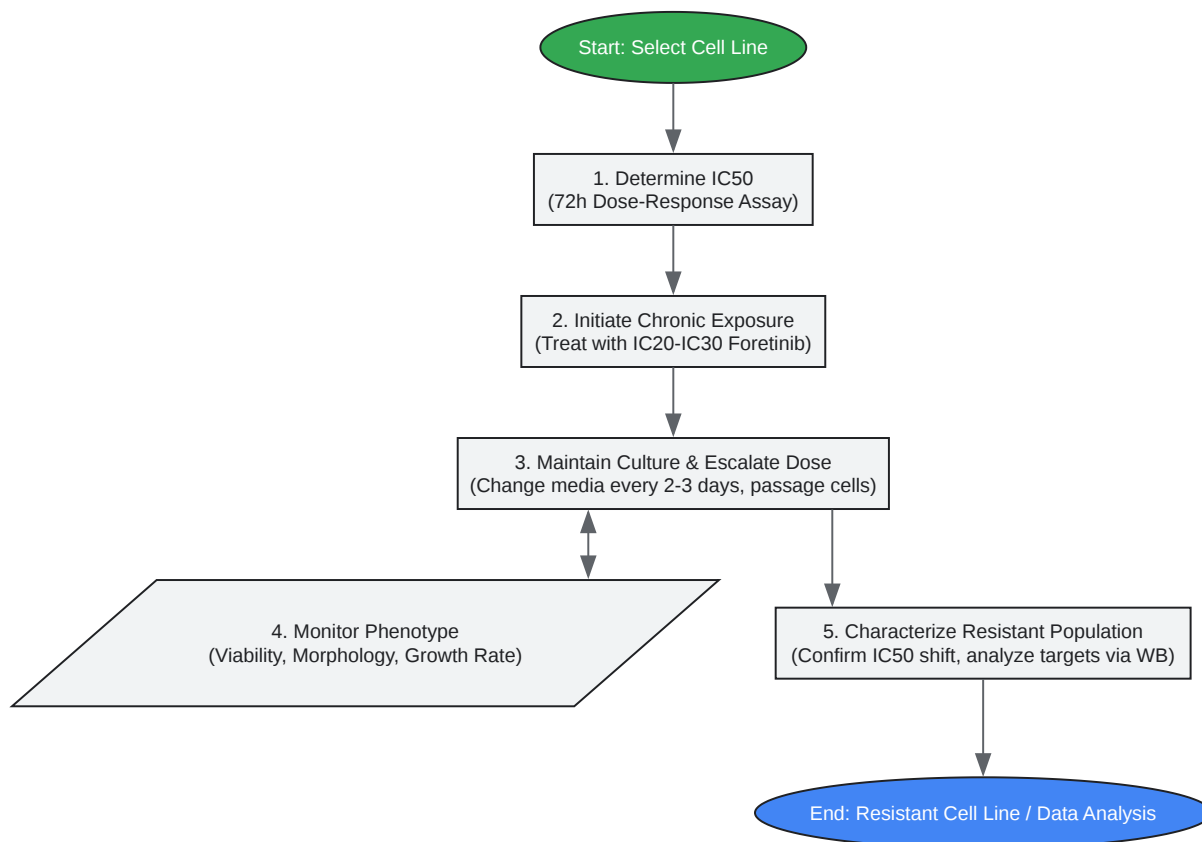 Start: Select Cell Line
1. Determine IC50
(72h Dose-Response Assay)
2. Initiate Chronic Exposure
(Treat with IC20-IC30 Foretinib)
3. Maintain Culture & Escalate Dose
(Change media every 2-3 days, passage cells)
4. Monitor Phenotype
(Viability, Morphology, Growth Rate)
5. Characterize Resistant Population
(Confirm IC50 shift, analyze targets via WB)
End: Resistant Cell Line / Data Analysis